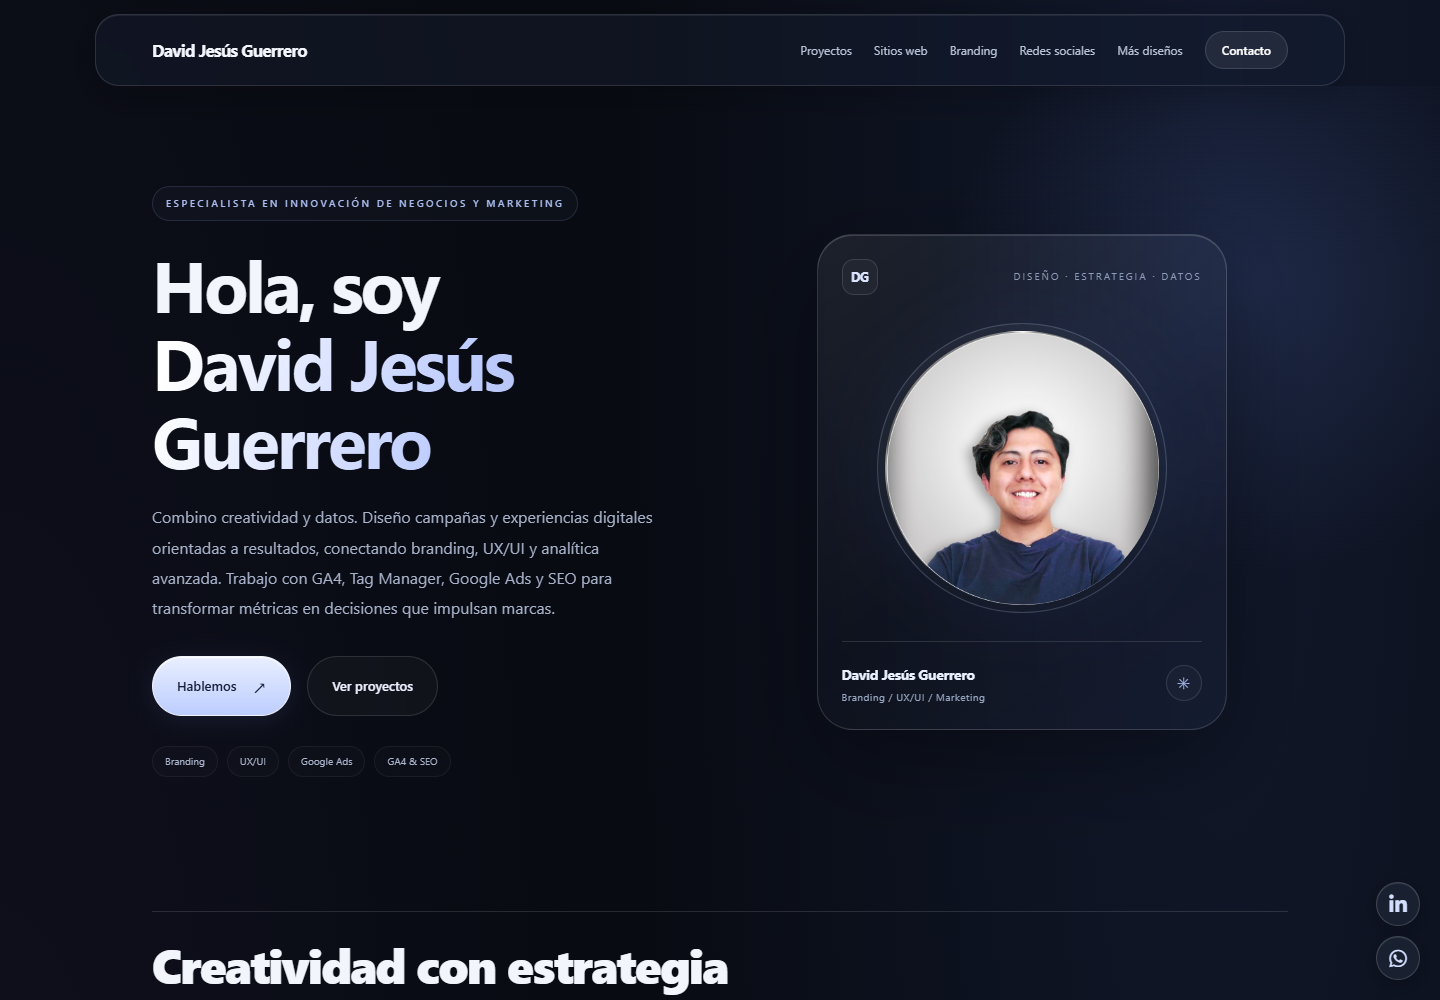 David Jesús Guerrero
Proyectos
Sitios web
Branding
Redes sociales
Más diseños
Contacto
ESPECIALISTA EN INNOVACIÓN DE NEGOCIOS Y MARKETING
Hola, soy
David Jesús
Guerrero
Combino creatividad y datos. Diseño campañas y experiencias digitales
orientadas a resultados, conectando branding, UX/UI y analítica
avanzada. Trabajo con GA4, Tag Manager, Google Ads y SEO para
transformar métricas en decisiones que impulsan marcas.
Hablemos ↗
Ver proyectos
Branding
UX/UI
Google Ads
GA4 & SEO
DG
DISEÑO · ESTRATEGIA · DATOS
David Jesús Guerrero
Branding / UX/UI / Marketing
Creatividad con estrategia
in